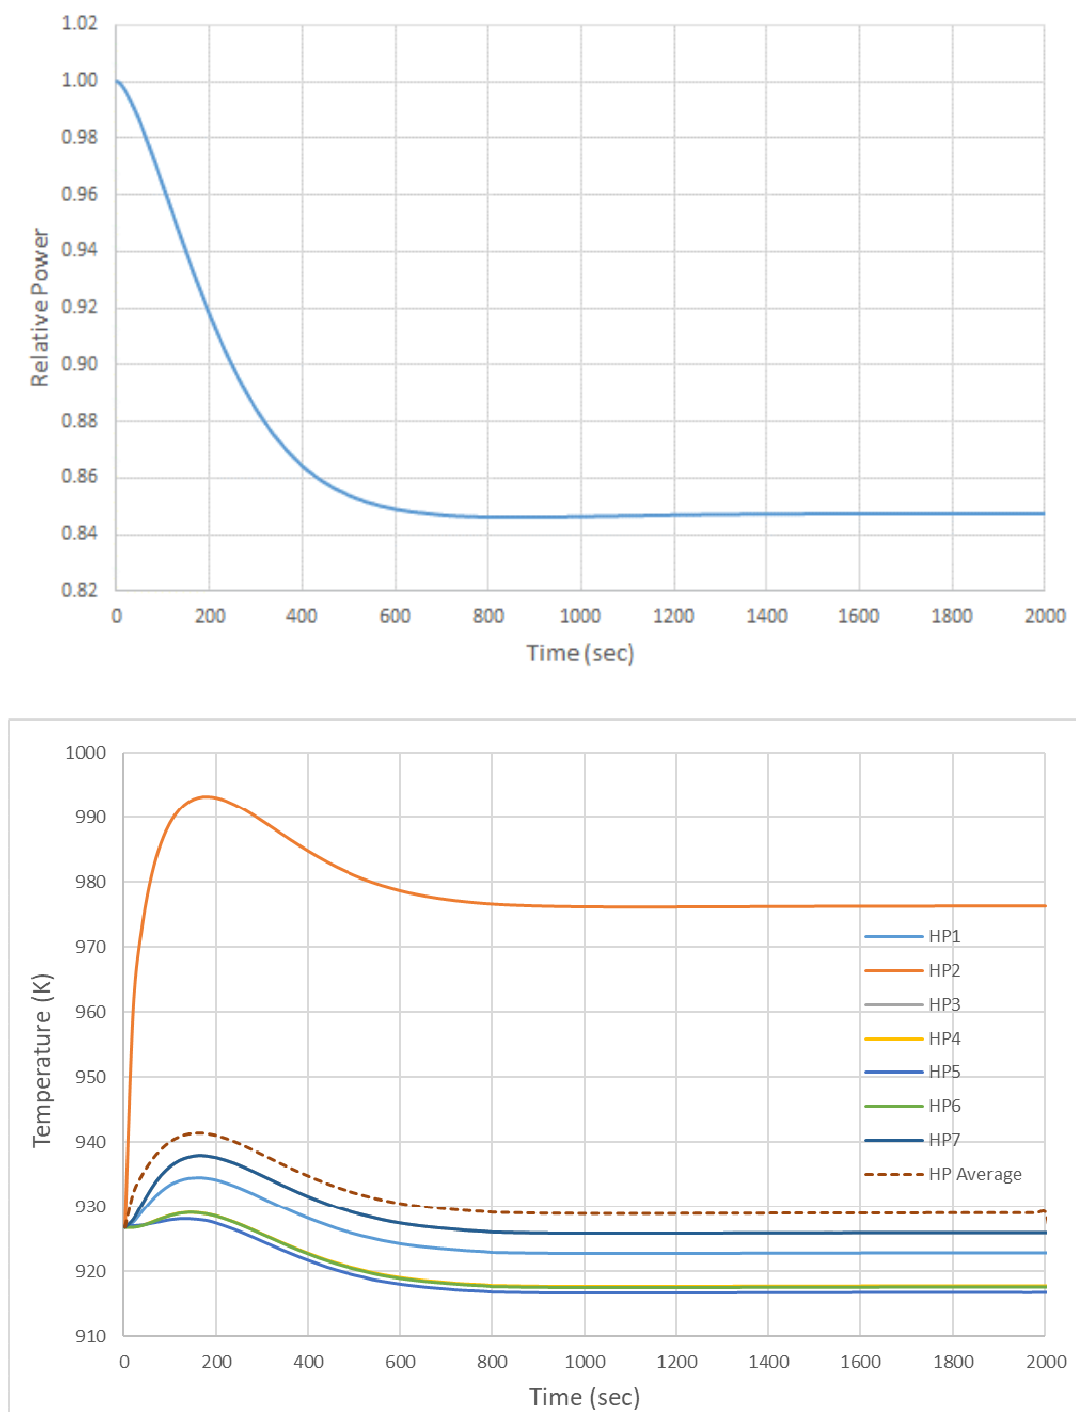 1.02
1.00
0.98
0.96
0.94
0.92
0.90
0.88
0.86
0.84
0.82
Relative Power
0 200 400 600 800 1000 1200 1400 1600 1800 2000
Time (sec)
1000
990
980
970
960
950
940
930
920
910
Temperature (K)
HP1
HP2
HP3
HP4
HP5
HP6
HP7
HP Average
0 200 400 600 800 1000 1200 1400 1600 1800 2000
Time (sec)